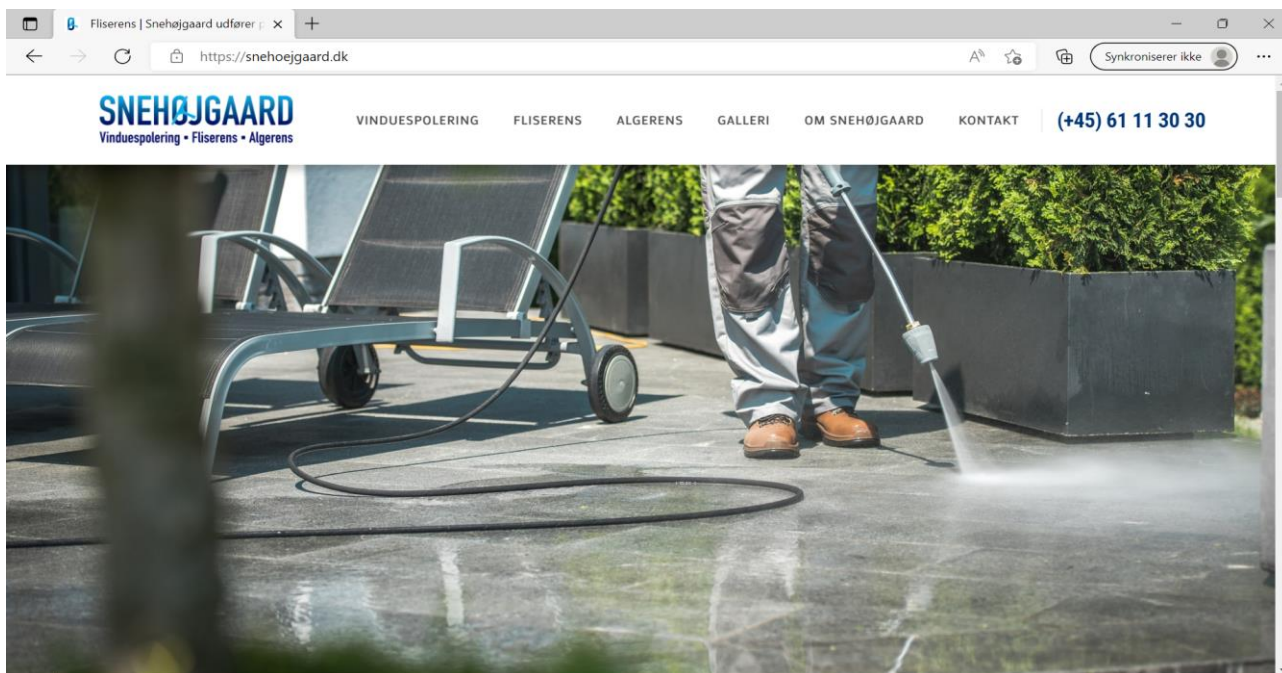 Fliserens | Snehøjgaard udfører p
https://snehoejgaard.dk
Synkroniserer ikke
SNEHØJGAARD
Vinduespolering • Fliserens • Algerens
VINDUESPOLERING FLISERENS ALGERENS GALLERI OM SNEHØJGAARD KONTAKT (+45) 61 11 30 30